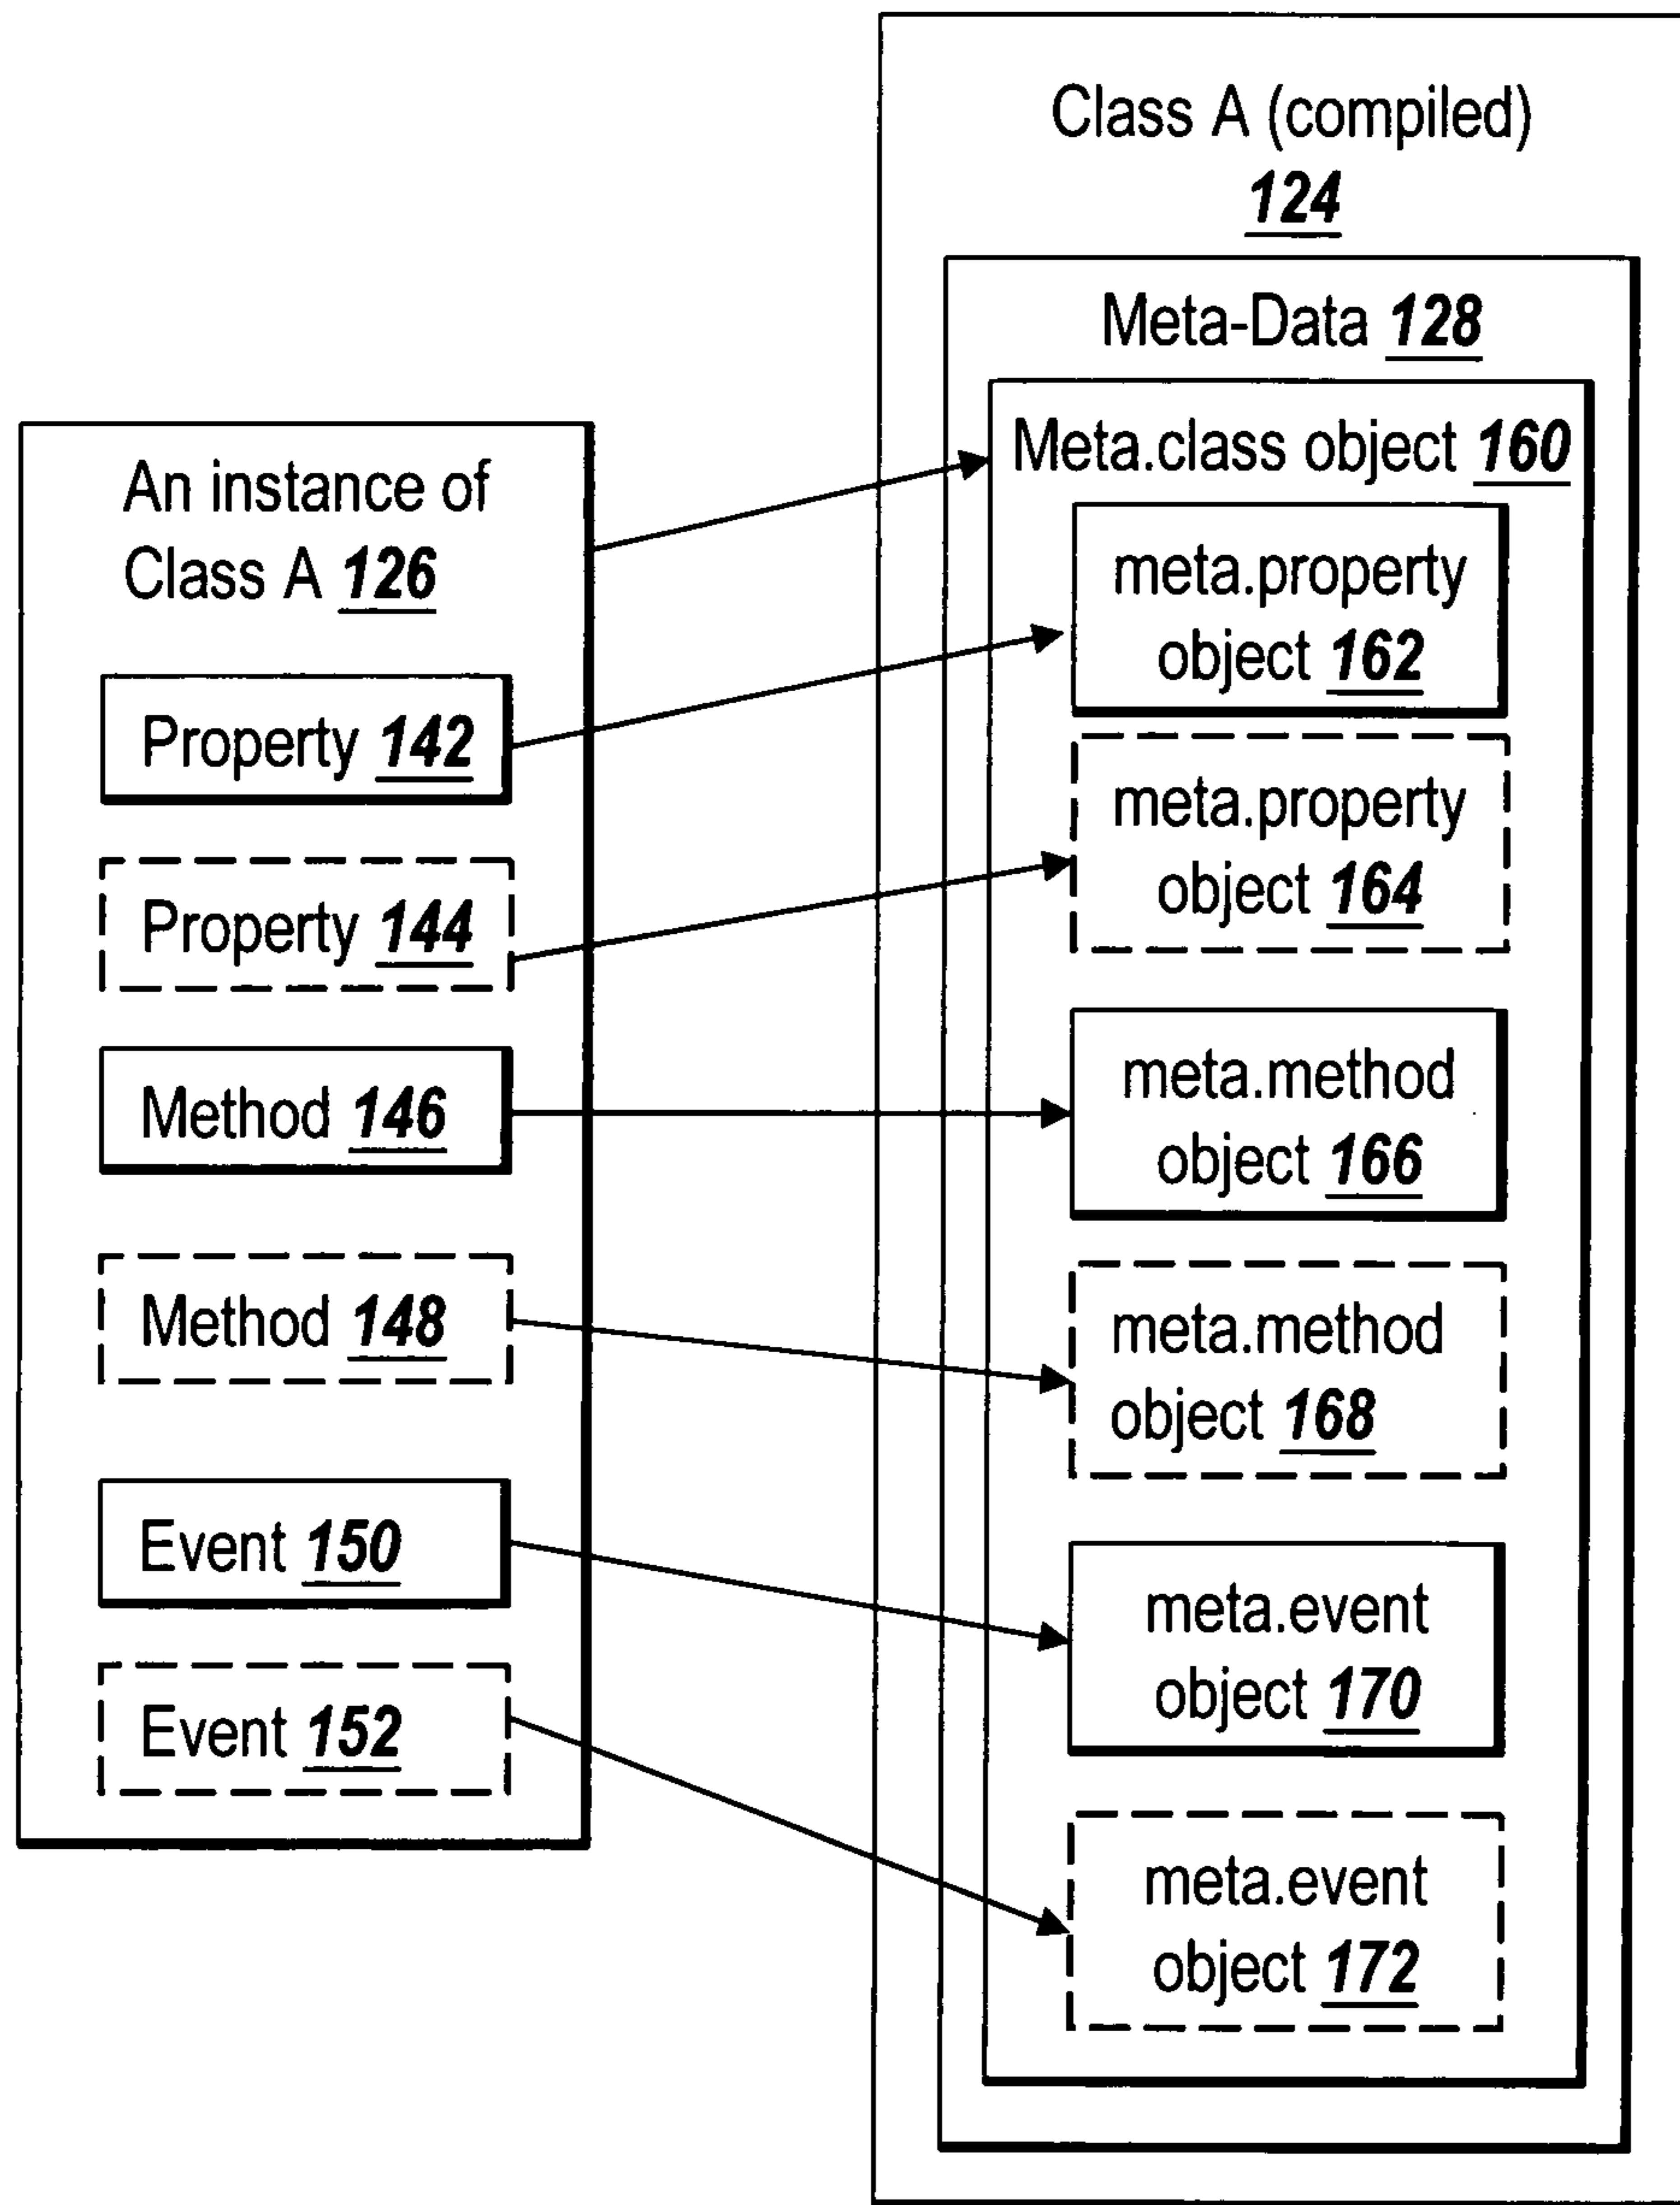 An instance of
Class A 126
Property 142
Property 144
Method 146
Method 148
Event 150
Event 152
Class A (compiled)
124
Meta-Data 128
Meta.class object 160
meta.property
object 162
meta.property
object 164
meta.method
object 166
meta.method
object 168
meta.event
object 170
meta.event
object 172